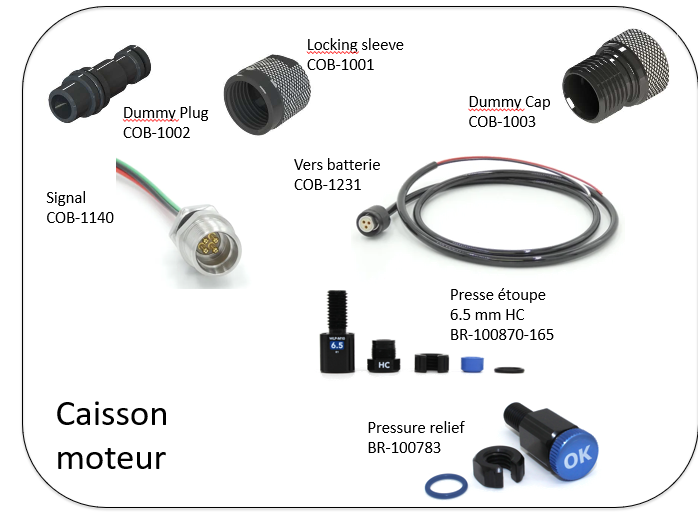 Locking sleeve
COB-1001
Dummy Plug
COB-1002
Dummy Cap
COB-1003
Vers batterie
COB-1231
Signal
COB-1140
Presse étoupe
6.5 mm HC
BR-100870-165
6.5
HC
Caisson
moteur
Pressure relief
BR-100783
OK